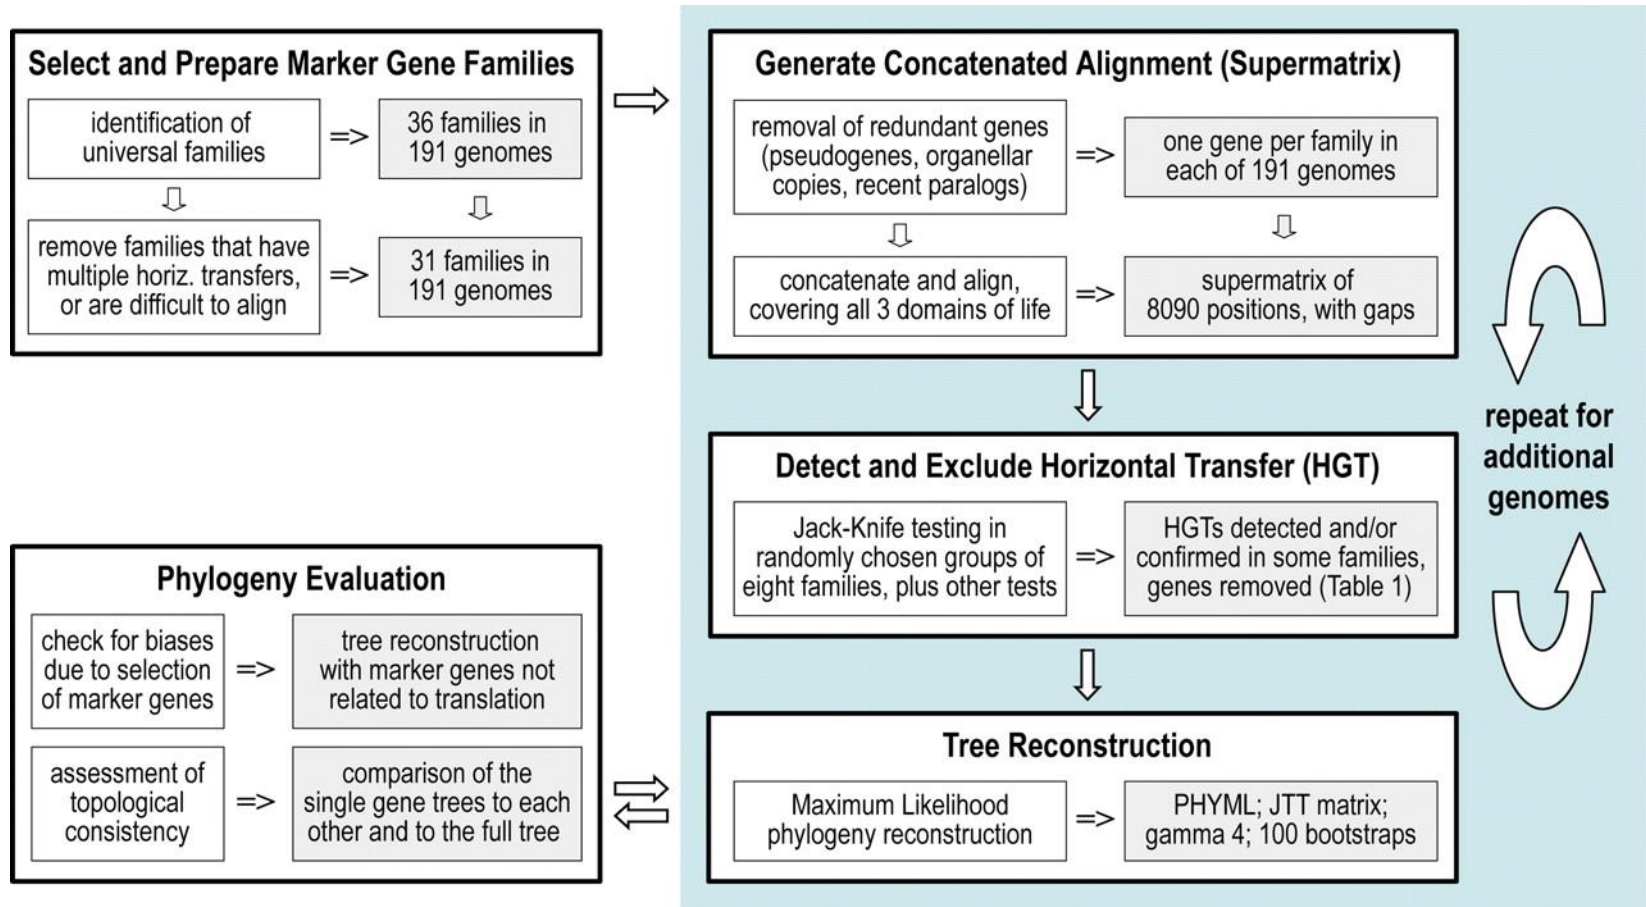 Select and Prepare Marker Gene Families
identification of
universal families
=>
36 families in
191 genomes
remove families that have
multiple horiz. transfers,
or are difficult to align
=>
31 families in
191 genomes
Generate Concatenated Alignment (Supermatrix)
removal of redundant genes
(pseudogenes, organellar
copies, recent paralogs)
=>
one gene per family in
each of 191 genomes
concatenate and align,
covering all 3 domains of life
=>
supermatrix of
8090 positions, with gaps
Detect and Exclude Horizontal Transfer (HGT)
Jack-Knife testing in
randomly chosen groups of
eight families, plus other tests
=>
HGTs detected and/or
confirmed in some families,
genes removed (Table 1)
repeat for
additional
genomes
Tree Reconstruction
Maximum Likelihood
phylogeny reconstruction
=>
PHYML; JTT matrix;
gamma 4; 100 bootstraps
Phylogeny Evaluation
check for biases
due to selection
of marker genes
=>
tree reconstruction
with marker genes not
related to translation
assessment of
topological
consistency
=>
comparison of the
single gene trees to each
other and to the full tree